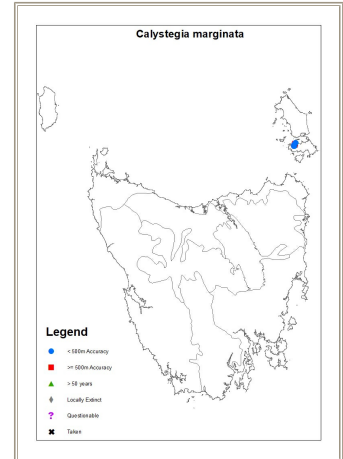 Calystegia marginata
Legend
< 500m Accuracy
>= 500m Accuracy
> 50 years
Locally Extinct
? Questionable
Taken